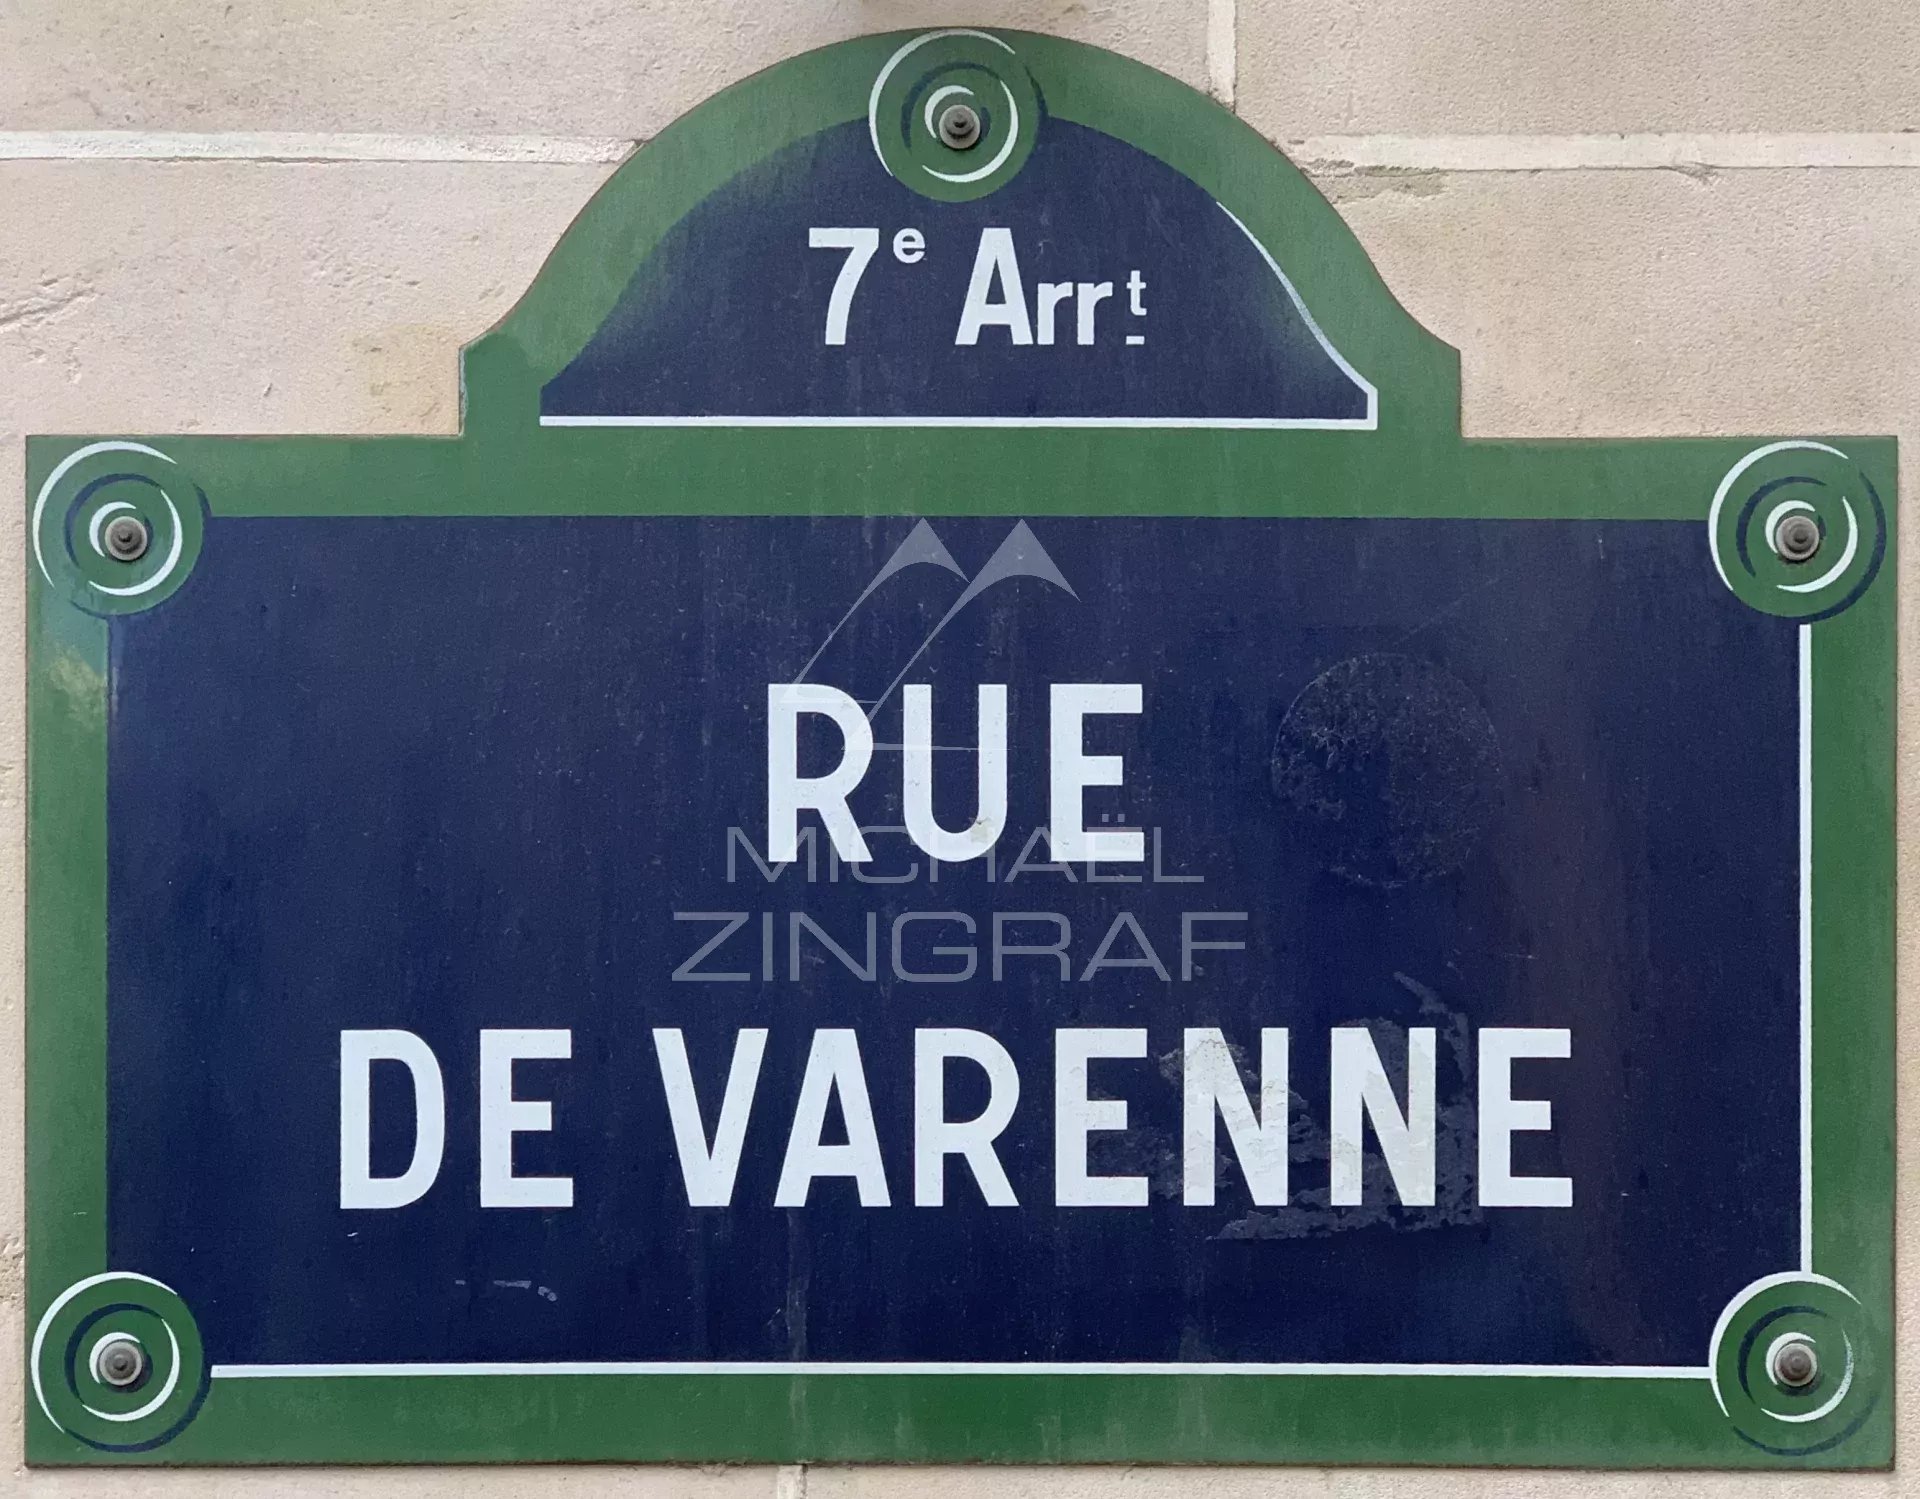 7e Arrt
RUE
MICHAËL
ZINGRAF
DE VARENNE